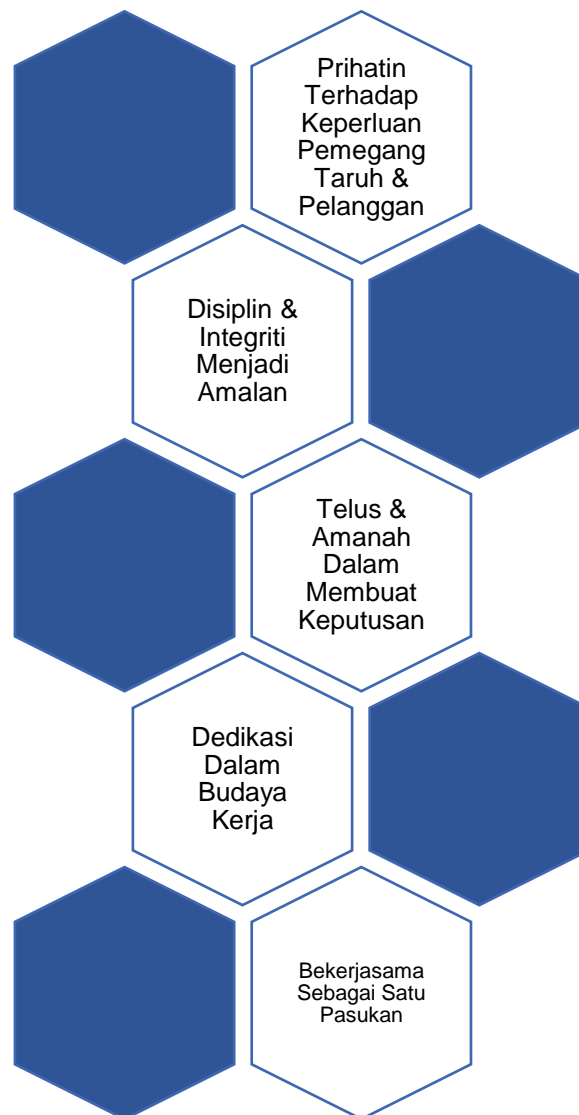 Prihatin
Terhadap
Keperluan
Pemegang
Taruh &
Pelanggan
Disiplin &
Integriti
Menjadi
Amalan
Telus &
Amanah
Dalam
Membuat
Keputusan
Dedikasi
Dalam
Budaya
Kerja
Bekerjasama
Sebagai Satu
Pasukan